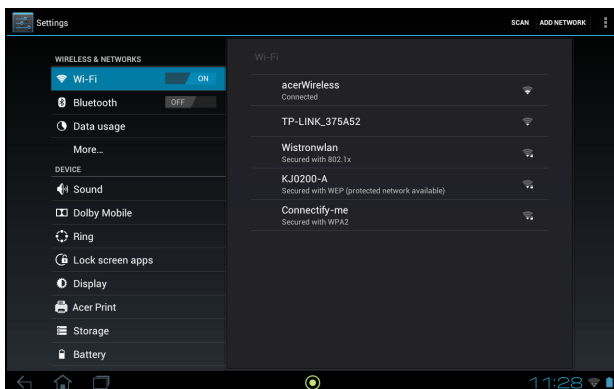 Settings
SCAN ADD NETWORK
WIRELESS & NETWORKS
Wi-Fi ON
Bluetooth OFF
Data usage
More...
DEVICE
Sound
Dolby Mobile
Ring
Lock screen apps
Display
Acer Print
Storage
Battery
Wi-Fi
acerWireless
Connected
TP-LINK_375A52
Wistronwlan
Secured with 802.1x
KJ0200-A
Secured with WEP (protected network available)
Connectify-me
Secured with WPA2
11:28